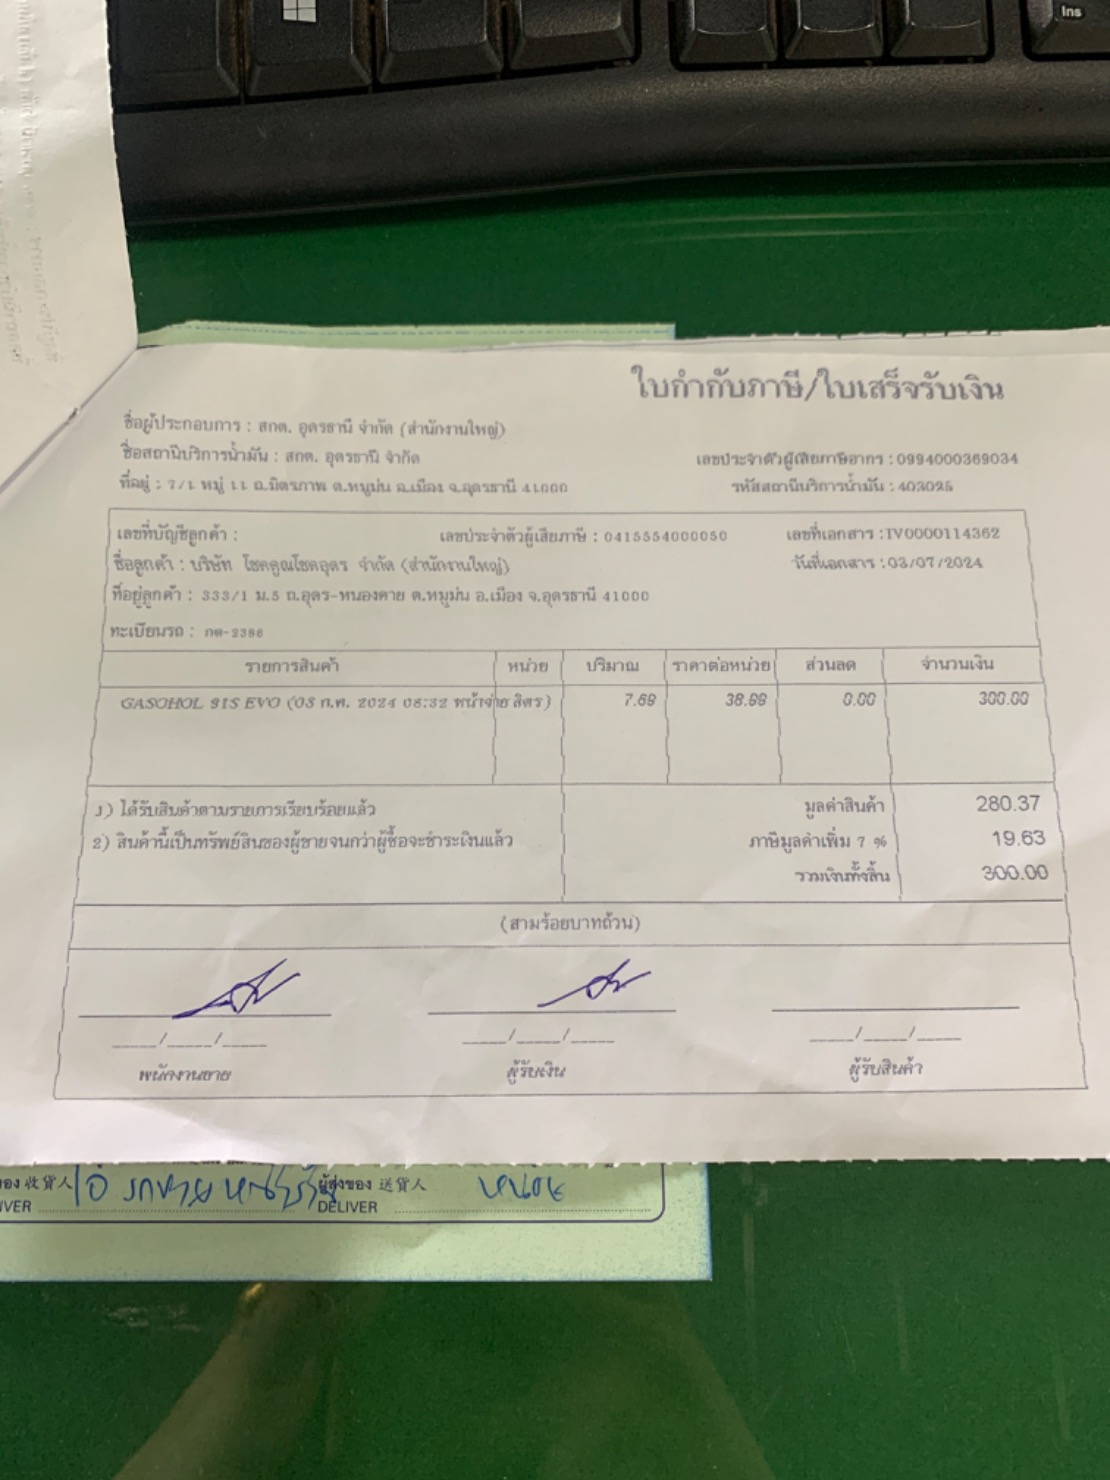 Ins
ใบกำกับภาษี/ใบเสร็จรับเงิน
ชื่อผู้ประกอบการ : สกต. อุดรธานี จำกัด (สำนักงานใหญ่)
ชื่อสถานีบริการน้ำมัน : สกต. อุดรธานี จำกัด
เลขประจำตัวผู้เสียภาษีอากร : 0994000369034
ที่อยู่ : 7/1 หมู่ 11 ถ.มิตรภาพ ต.หมูม่น อ.เมือง จ.อุดรธานี 41000
รหัสสถานีบริการน้ำมัน : 403025
เลขที่บัญชีลูกค้า : เลขประจำตัวผู้เสียภาษี : 0415554000050 เลขที่เอกสาร : IV0000114362
ชื่อลูกค้า : บริษัท โชคคูณโชคอุดร จำกัด (สำนักงานใหญ่) วันที่เอกสาร : 03/07/2024
ที่อยู่ลูกค้า : 333/1 ม.5 ถ.อุดร-หนองคาย ต.หมูม่น อ.เมือง จ.อุดรธานี 41000
ทะเบียนรถ : กต-2386
รายการสินค้า หน่วย ปริมาณ ราคาต่อหน่วย ส่วนลด จำนวนเงิน
GASOHOL 91S EVO (03 ก.ค. 2024 06:32 หน้าจ่าย ลิตร) 7.69 38.99 0.00 300.00
1) ได้รับสินค้าตามรายการเรียบร้อยแล้ว มูลค่าสินค้า 280.37
2) สินค้านี้เป็นทรัพย์สินของผู้ขายจนกว่าผู้ซื้อจะชำระเงินแล้ว ภาษีมูลค่าเพิ่ม 7 % 19.63
รวมเงินทั้งสิ้น 300.00
(สามร้อยบาทถ้วน)
____/____/____ ____/____/____ ____/____/____
พนักงานขาย ผู้รับเงิน ผู้รับสินค้า
ของ 收貨人 ผู้ส่งของ 送貨人
IVER DELIVER